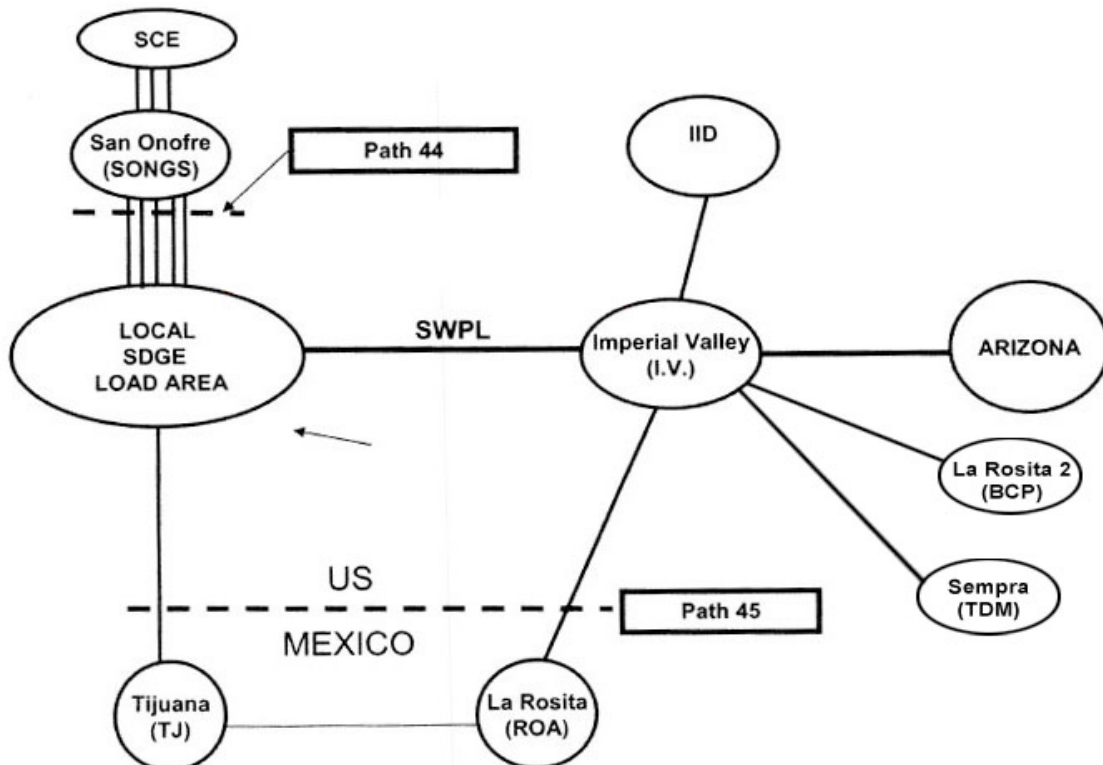 SCE
San Onofre
(SONGS)
Path 44
IID
LOCAL
SDGE
LOAD AREA
SWPL
Imperial Valley
(I.V.)
ARIZONA
La Rosita 2
(BCP)
Sempra
(TDM)
US
Path 45
MEXICO
Tijuana
(TJ)
La Rosita
(ROA)